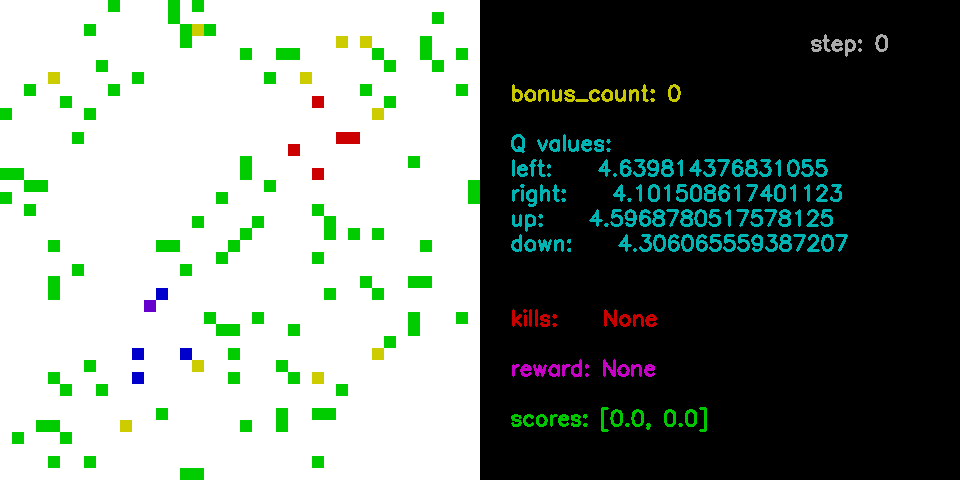 step: 0
bonus_count: 0
Q values:
left: 4.639814376831055
right: 4.101508617401123
up: 4.5968780517578125
down: 4.306065559387207
kills: None
reward: None
scores: [0.0, 0.0]